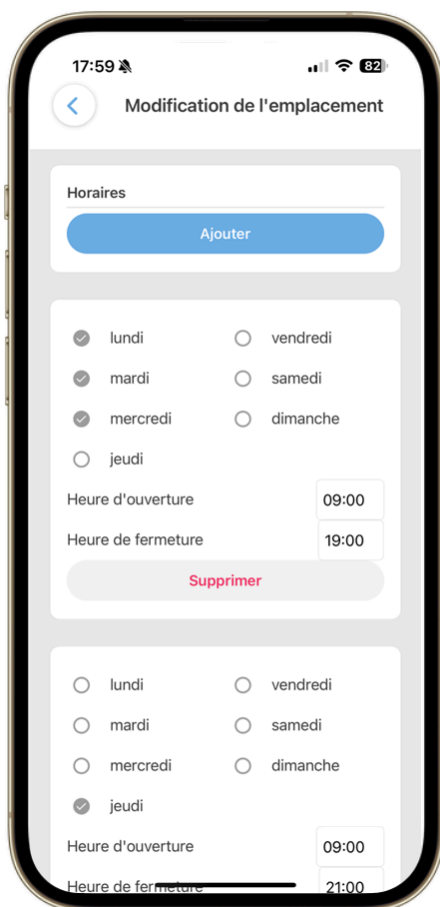 17:59 82
Modification de l'emplacement
Horaires
Ajouter
lundi vendredi
mardi samedi
mercredi dimanche
jeudi
Heure d'ouverture 09:00
Heure de fermeture 19:00
Supprimer
lundi vendredi
mardi samedi
mercredi dimanche
jeudi
Heure d'ouverture 09:00
Heure de fermeture 21:00